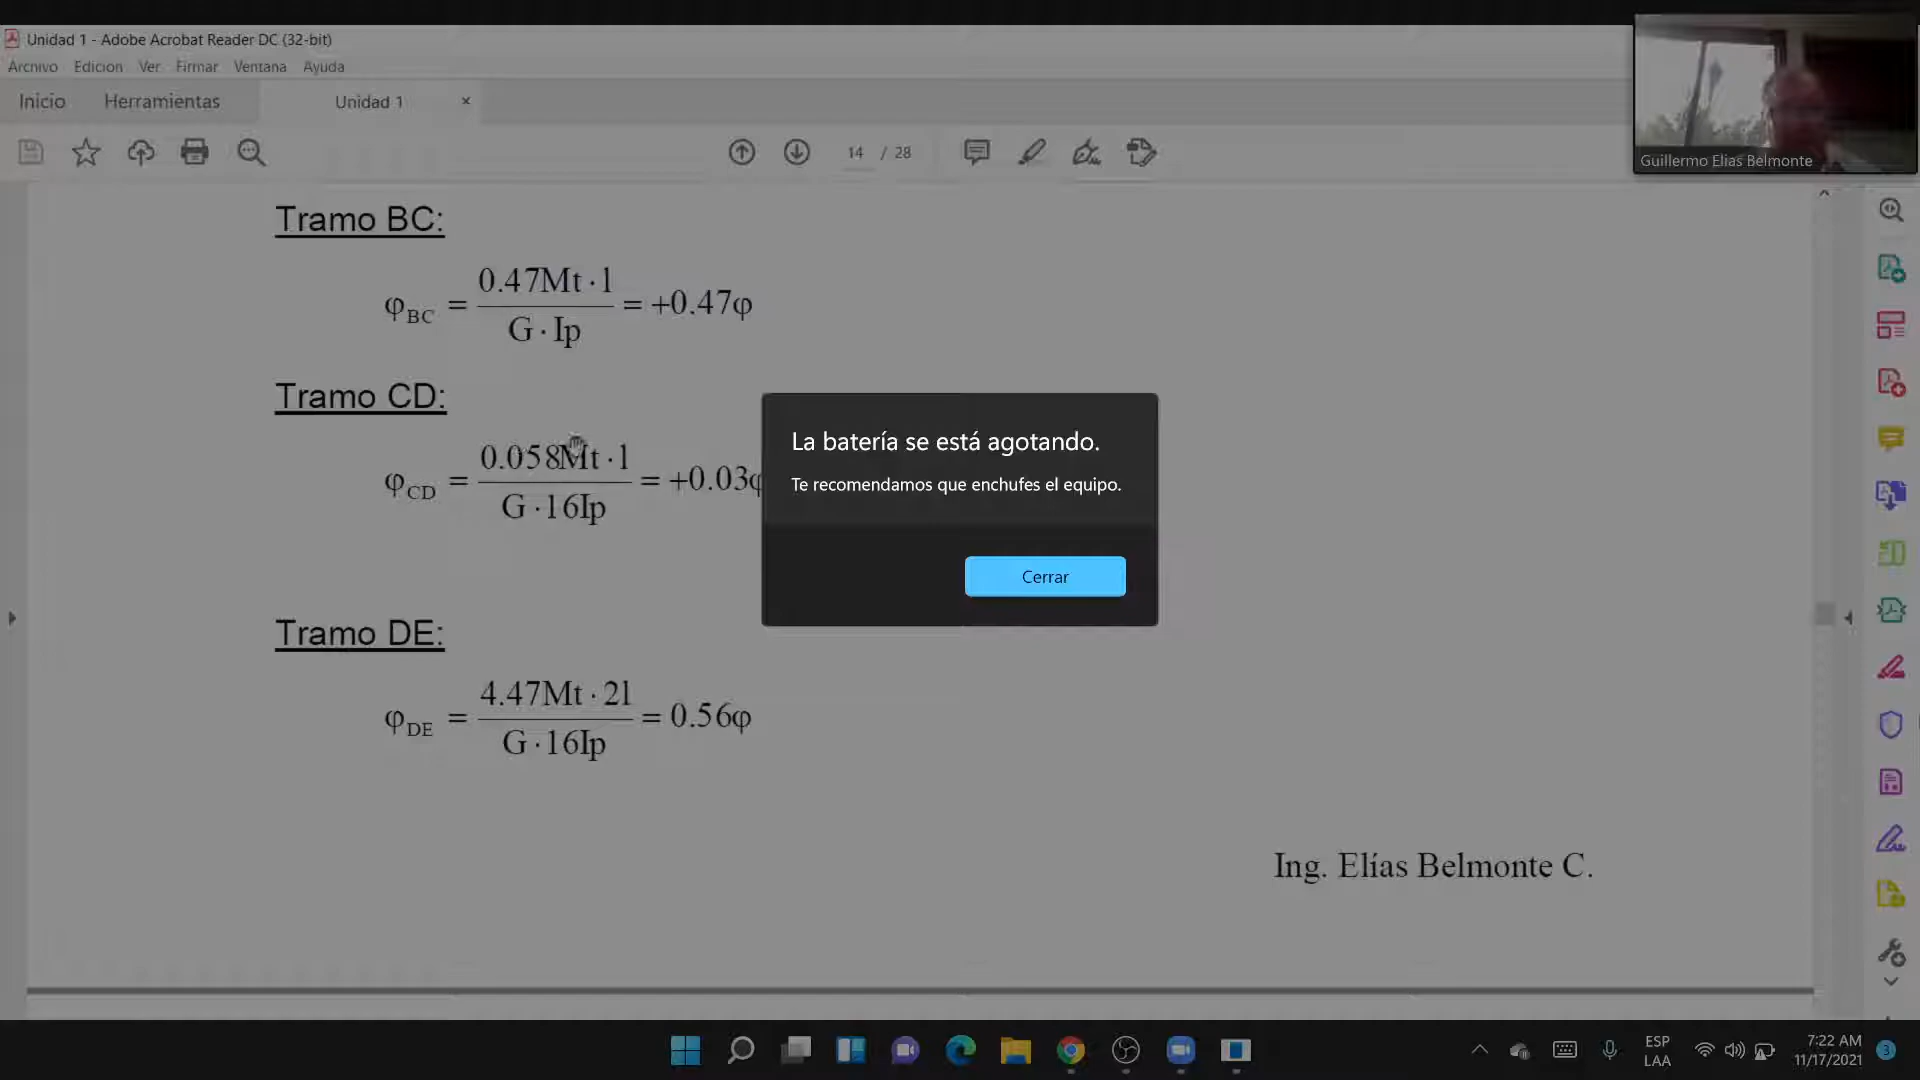 Unidad 1 - Adobe Acrobat Reader DC (32-bit)
Archivo Edicion Ver Firmar Ventana Ayuda
Inicio Herramientas Unidad 1 ×
14 / 28
Guillermo Elias Belmonte
Tramo BC:
φBC = 0.47Mt · l / G · Ip = +0.47φ
Tramo CD:
φCD = 0.058Mt · l / G · 16Ip = +0.03φ
La batería se está agotando.
Te recomendamos que enchufes el equipo.
Cerrar
Tramo DE:
φDE = 4.47Mt · 2l / G · 16Ip = 0.56φ
Ing. Elías Belmonte C.
ESP
LAA
7:22 AM
11/17/2021
3